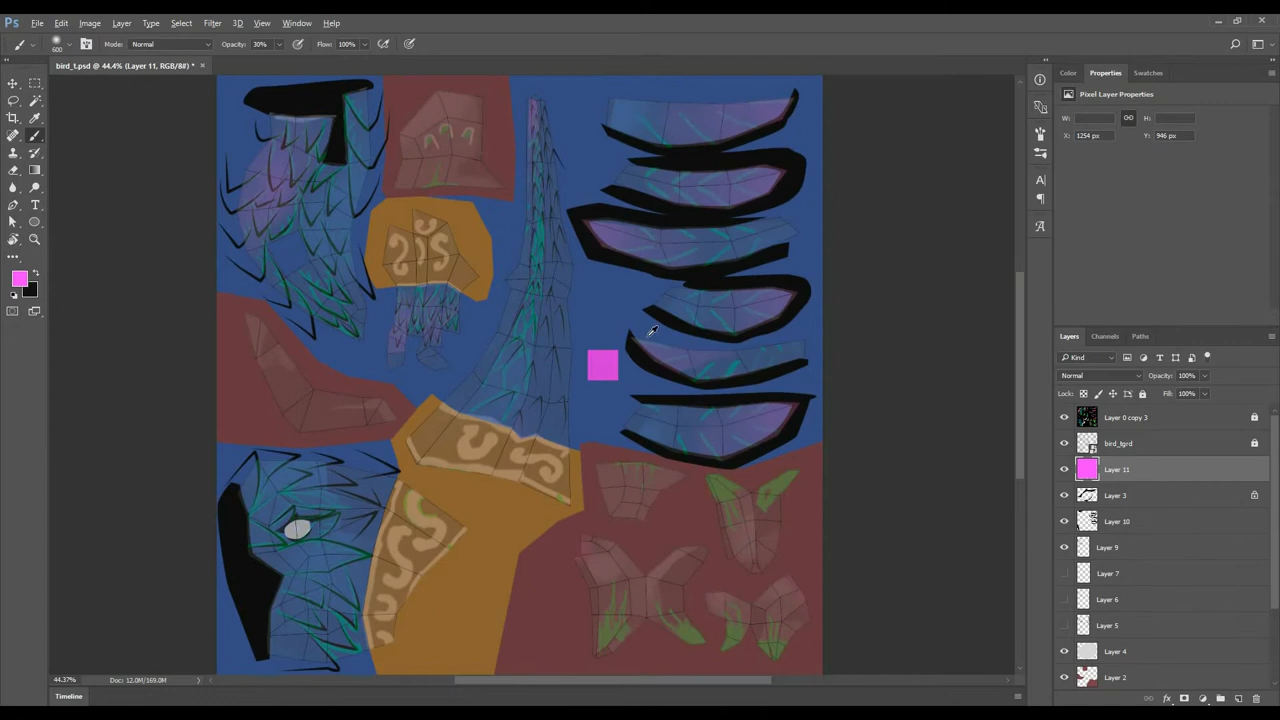 Ps File Edit Image Layer Type Select Filter 3D View Window Help
600 Mode: Normal Opacity: 30% Flow: 100%
bird_t.psd @ 44.4% (Layer 11, RGB/8#) *
Color Properties Swatches
Pixel Layer Properties
W: H:
X: 1254 px Y: 946 px
Layers Channels Paths
Kind
Normal Opacity: 100%
Lock: Fill: 100%
Layer 0 copy 3
bird_tgrd
Layer 11
Layer 3
Layer 10
Layer 9
Layer 7
Layer 6
Layer 5
Layer 4
Layer 2
44.37% Doc: 12.0M/169.0M
Timeline